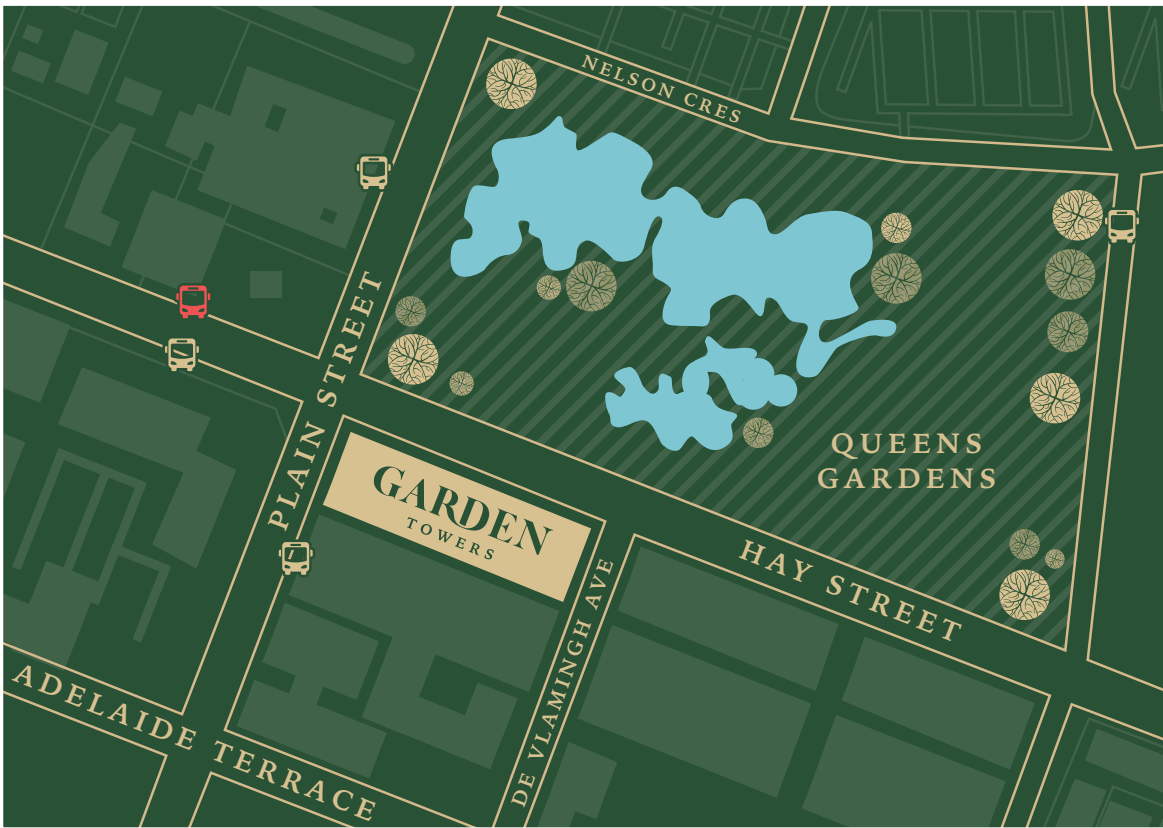 NELSON CRES
PLAIN STREET
QUEENS
GARDENS
GARDEN
TOWERS
HAY STREET
DE VLAMINGH AVE
ADELAIDE TERRACE